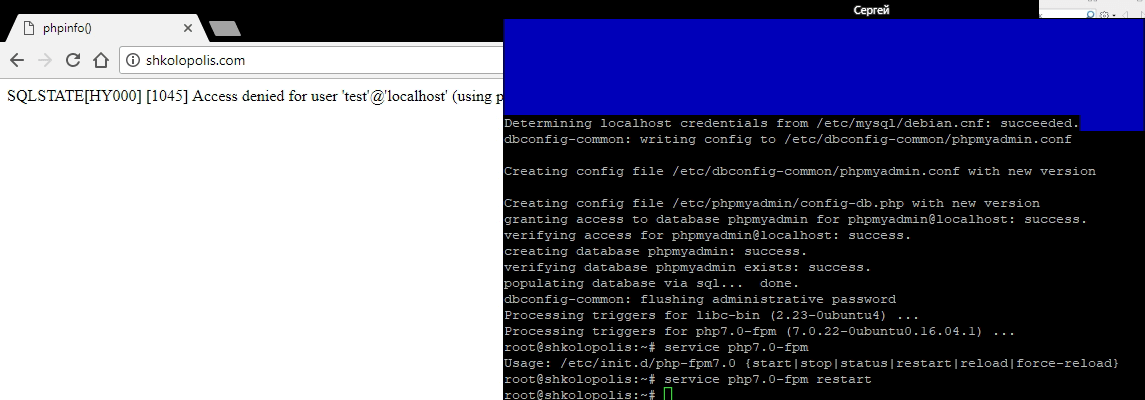 Сергей
phpinfo()
shkolopolis.com
SQLSTATE[HY000] [1045] Access denied for user 'test'@'localhost' (using p
Determining localhost credentials from /etc/mysql/debian.cnf: succeeded.
dbconfig-common: writing config to /etc/dbconfig-common/phpmyadmin.conf
Creating config file /etc/dbconfig-common/phpmyadmin.conf with new version
Creating config file /etc/phpmyadmin/config-db.php with new version
granting access to database phpmyadmin for phpmyadmin@localhost: success.
verifying access for phpmyadmin@localhost: success.
creating database phpmyadmin: success.
verifying database phpmyadmin exists: success.
populating database via sql...  done.
dbconfig-common: flushing administrative password
Processing triggers for libc-bin (2.23-0ubuntu4) ...
Processing triggers for php7.0-fpm (7.0.22-0ubuntu0.16.04.1) ...
root@shkolopolis:~# service php7.0-fpm
Usage: /etc/init.d/php-fpm7.0 {start|stop|status|restart|reload|force-reload}
root@shkolopolis:~# service php7.0-fpm restart
root@shkolopolis:~#